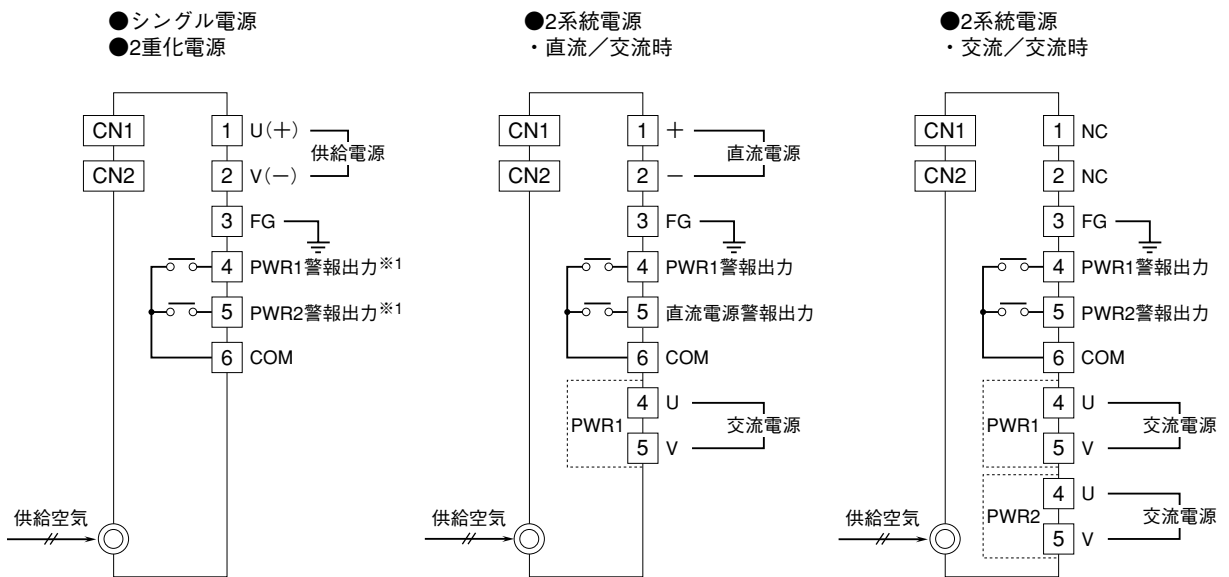 ●シングル電源
●2重化電源
CN1
CN2
1 U(+)
供給電源
2 V(−)
3 FG
4 PWR1警報出力※1
5 PWR2警報出力※1
6 COM
供給空気
●2系統電源
・直流／交流時
CN1
CN2
1 +
直流電源
2 −
3 FG
4 PWR1警報出力
5 直流電源警報出力
6 COM
PWR1
4 U
交流電源
5 V
供給空気
●2系統電源
・交流／交流時
CN1
CN2
1 NC
2 NC
3 FG
4 PWR1警報出力
5 PWR2警報出力
6 COM
PWR1
4 U
交流電源
5 V
PWR2
4 U
交流電源
5 V
供給空気